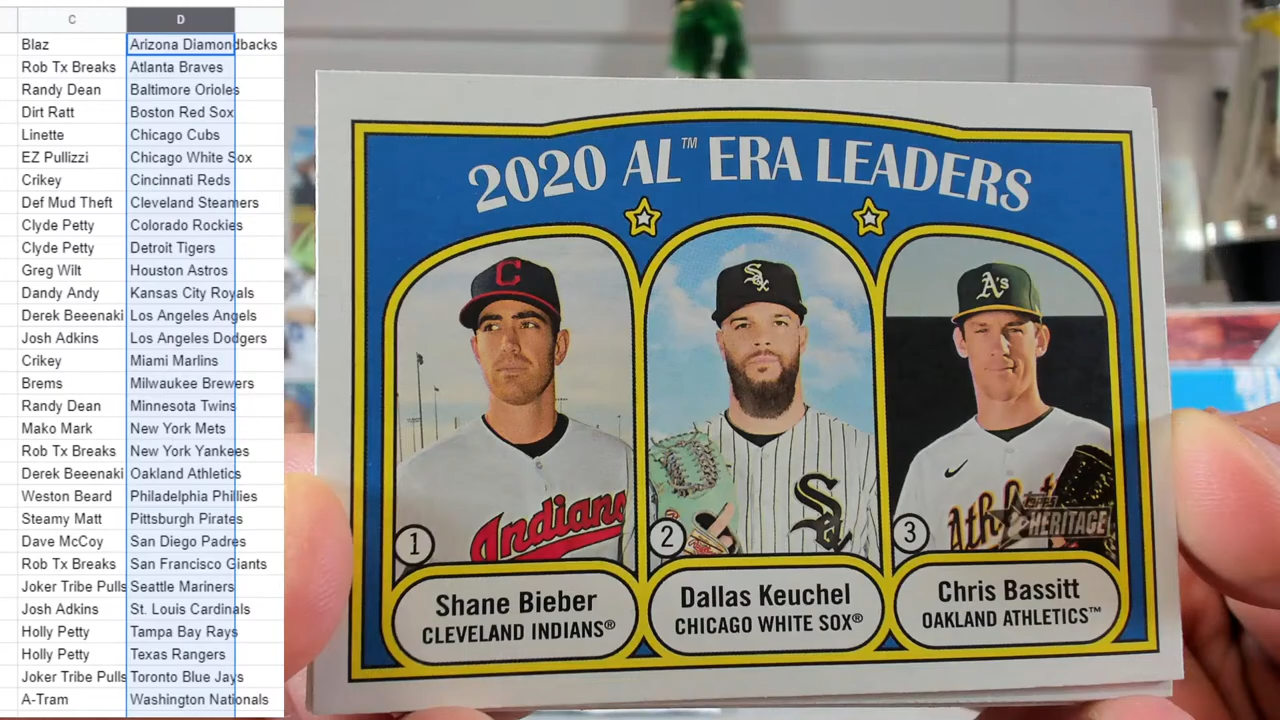 C D
Blaz Arizona Diamondbacks
Rob Tx Breaks Atlanta Braves
Randy Dean Baltimore Orioles
Dirt Ratt Boston Red Sox
Linette Chicago Cubs
EZ Pullizzi Chicago White Sox
Crikey Cincinnati Reds
Def Mud Theft Cleveland Steamers
Clyde Petty Colorado Rockies
Clyde Petty Detroit Tigers
Greg Wilt Houston Astros
Dandy Andy Kansas City Royals
Derek Beeenaki Los Angeles Angels
Josh Adkins Los Angeles Dodgers
Crikey Miami Marlins
Brems Milwaukee Brewers
Randy Dean Minnesota Twins
Mako Mark New York Mets
Rob Tx Breaks New York Yankees
Derek Beeenaki Oakland Athletics
Weston Beard Philadelphia Phillies
Steamy Matt Pittsburgh Pirates
Dave McCoy San Diego Padres
Rob Tx Breaks San Francisco Giants
Joker Tribe Pulls Seattle Mariners
Josh Adkins St. Louis Cardinals
Holly Petty Tampa Bay Rays
Holly Petty Texas Rangers
Joker Tribe Pulls Toronto Blue Jays
A-Tram Washington Nationals
2020 AL™ ERA LEADERS
C
Sox
A's
Indians
Sox
TOPPS
HERITAGE
1
2
3
Shane Bieber
CLEVELAND INDIANS®
Dallas Keuchel
CHICAGO WHITE SOX®
Chris Bassitt
OAKLAND ATHLETICS™